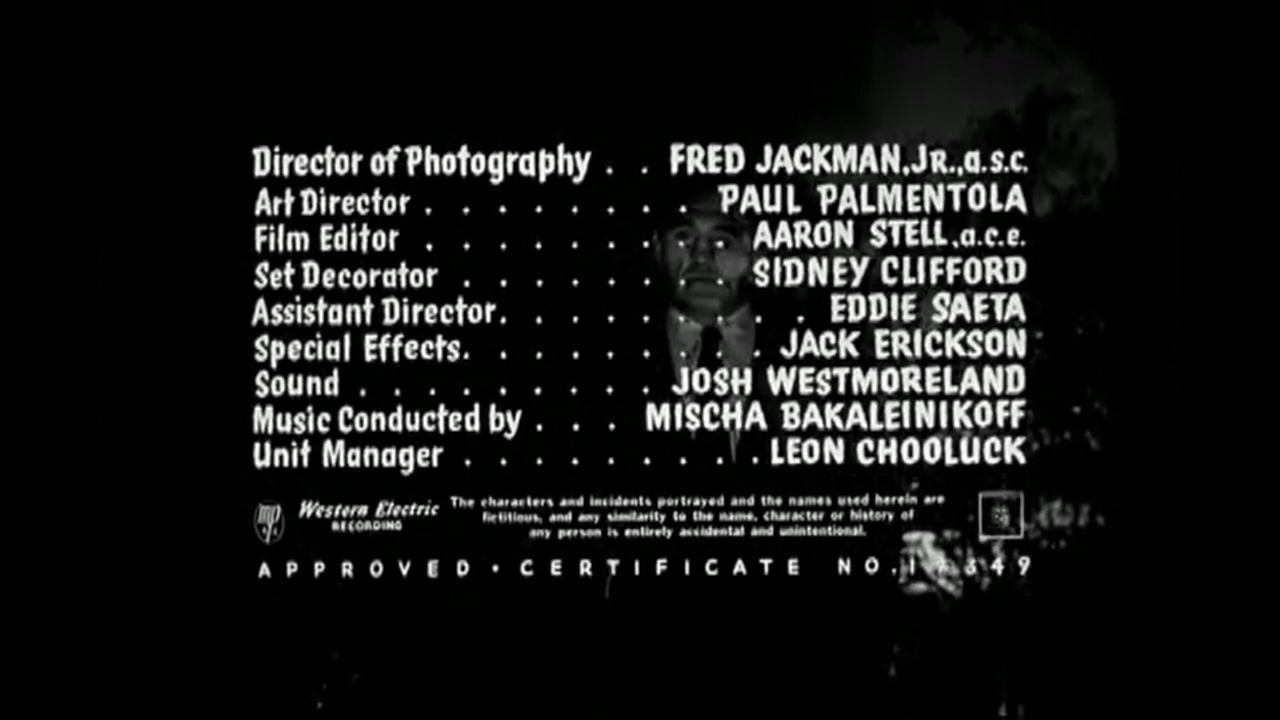 Director of Photography . . FRED JACKMAN, JR., a.s.c.
Art Director . . . . . . . . PAUL PALMENTOLA
Film Editor . . . . . . . . . AARON STELL, a.c.e.
Set Decorator . . . . . . . . SIDNEY CLIFFORD
Assistant Director . . . . . . . . . EDDIE SAETA
Special Effects . . . . . . . . . JACK ERICKSON
Sound . . . . . . . . . JOSH WESTMORELAND
Music Conducted by . . . MISCHA BAKALEINIKOFF
Unit Manager . . . . . . . . . LEON CHOOLUCK
Western Electric
RECORDING
The characters and incidents portrayed and the names used herein are
fictitious, and any similarity to the name, character or history of
any person is entirely accidental and unintentional.
APPROVED • CERTIFICATE NO.